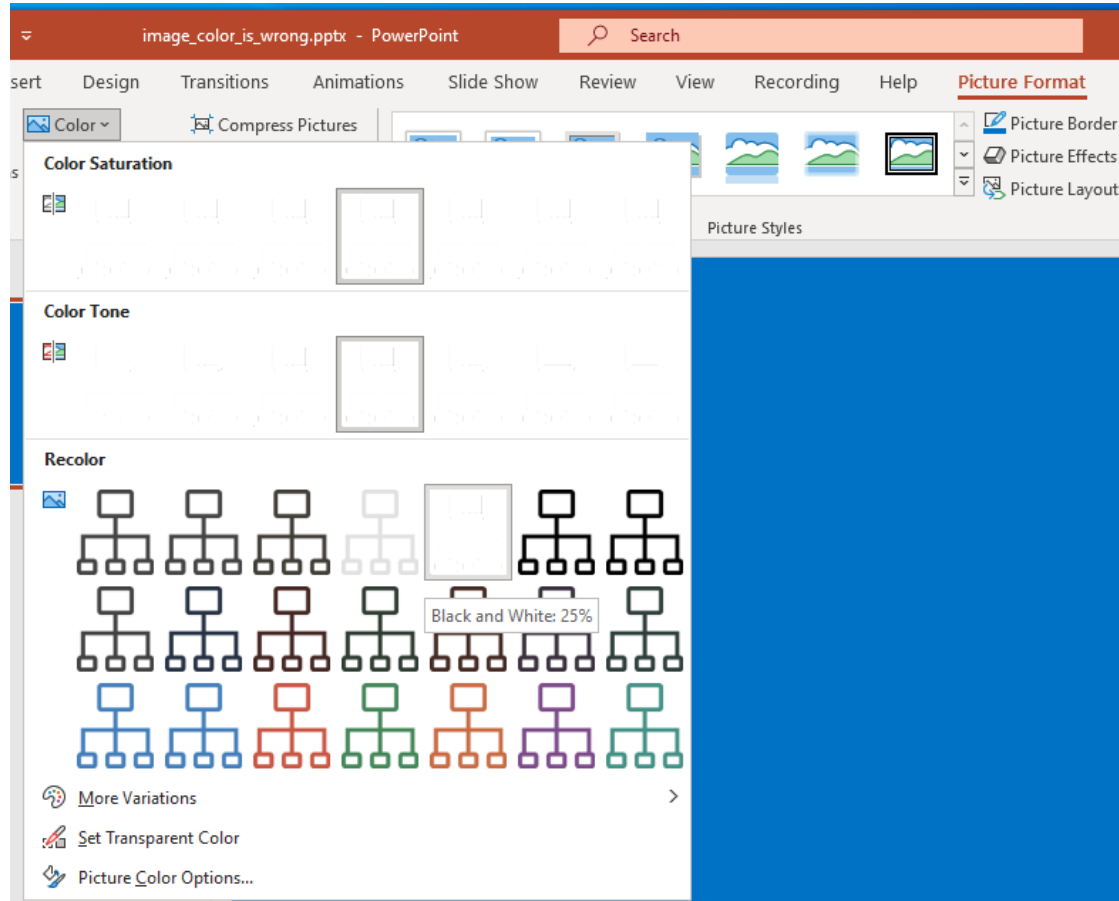 image_color_is_wrong.pptx - PowerPoint
Search
sert Design Transitions Animations Slide Show Review View Recording Help Picture Format
Color
Compress Pictures
Picture Border
Picture Effects
Picture Layout
s
Picture Styles
Color Saturation
Color Tone
Recolor
Black and White: 25%
More Variations
Set Transparent Color
Picture Color Options...